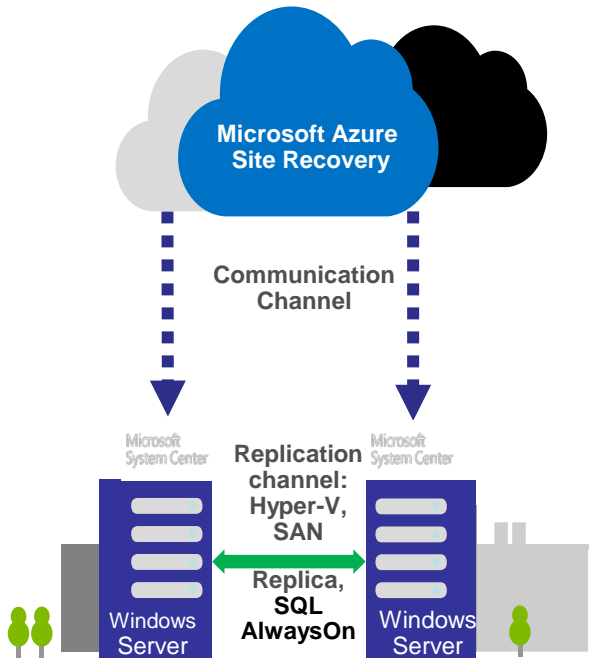 Microsoft Azure
Site Recovery
Communication
Channel
Microsoft
System Center
Replication
channel:
Hyper-V,
SAN
Microsoft
System Center
Replica,
SQL
AlwaysOn
Windows
Server
Windows
Server